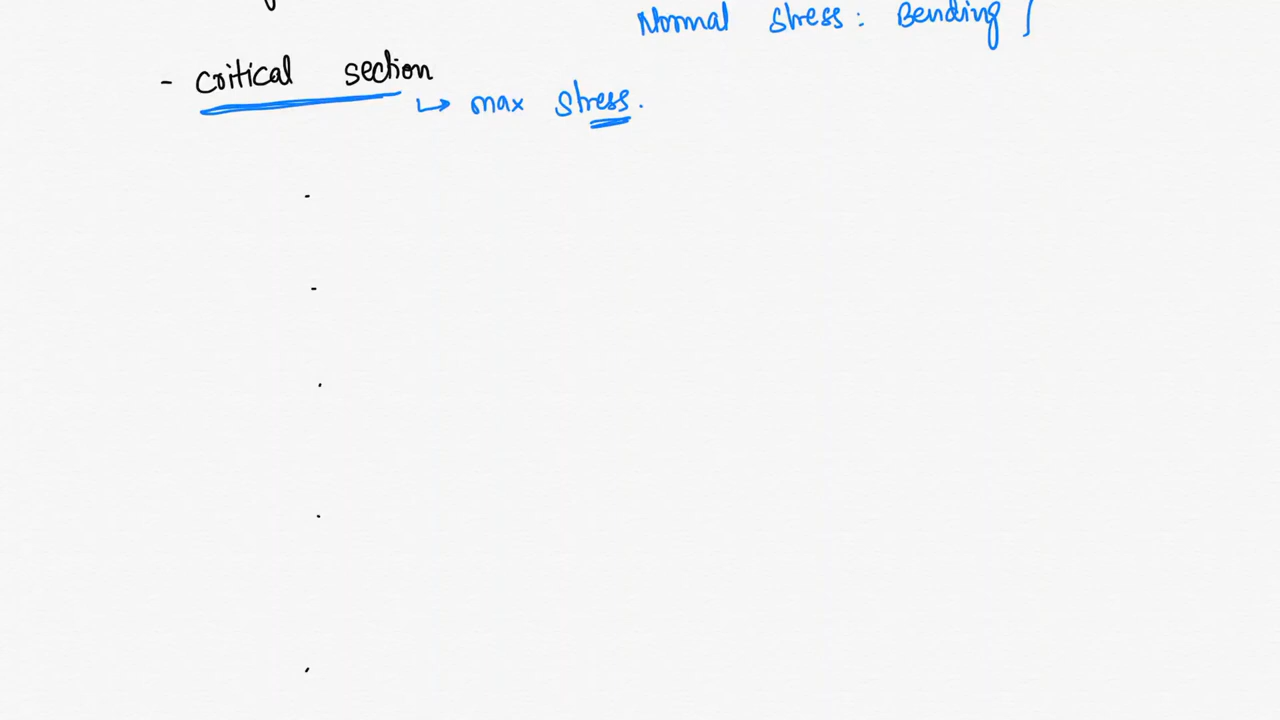 Normal stress: Bending
- critical section
↳ max stress.